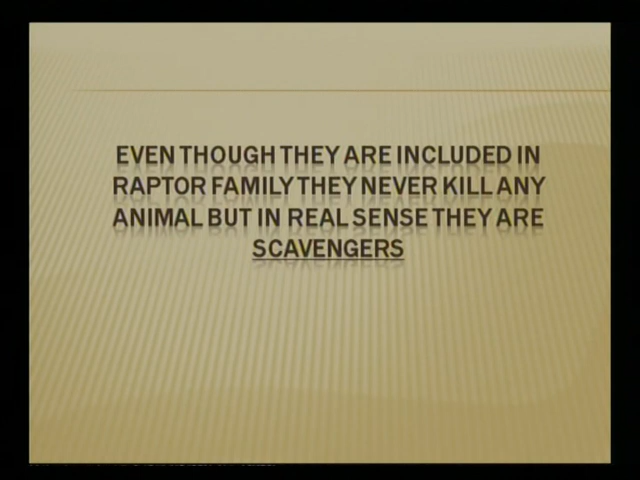 EVEN THOUGH THEY ARE INCLUDED IN
RAPTOR FAMILY THEY NEVER KILL ANY
ANIMAL BUT IN REAL SENSE THEY ARE
SCAVENGERS